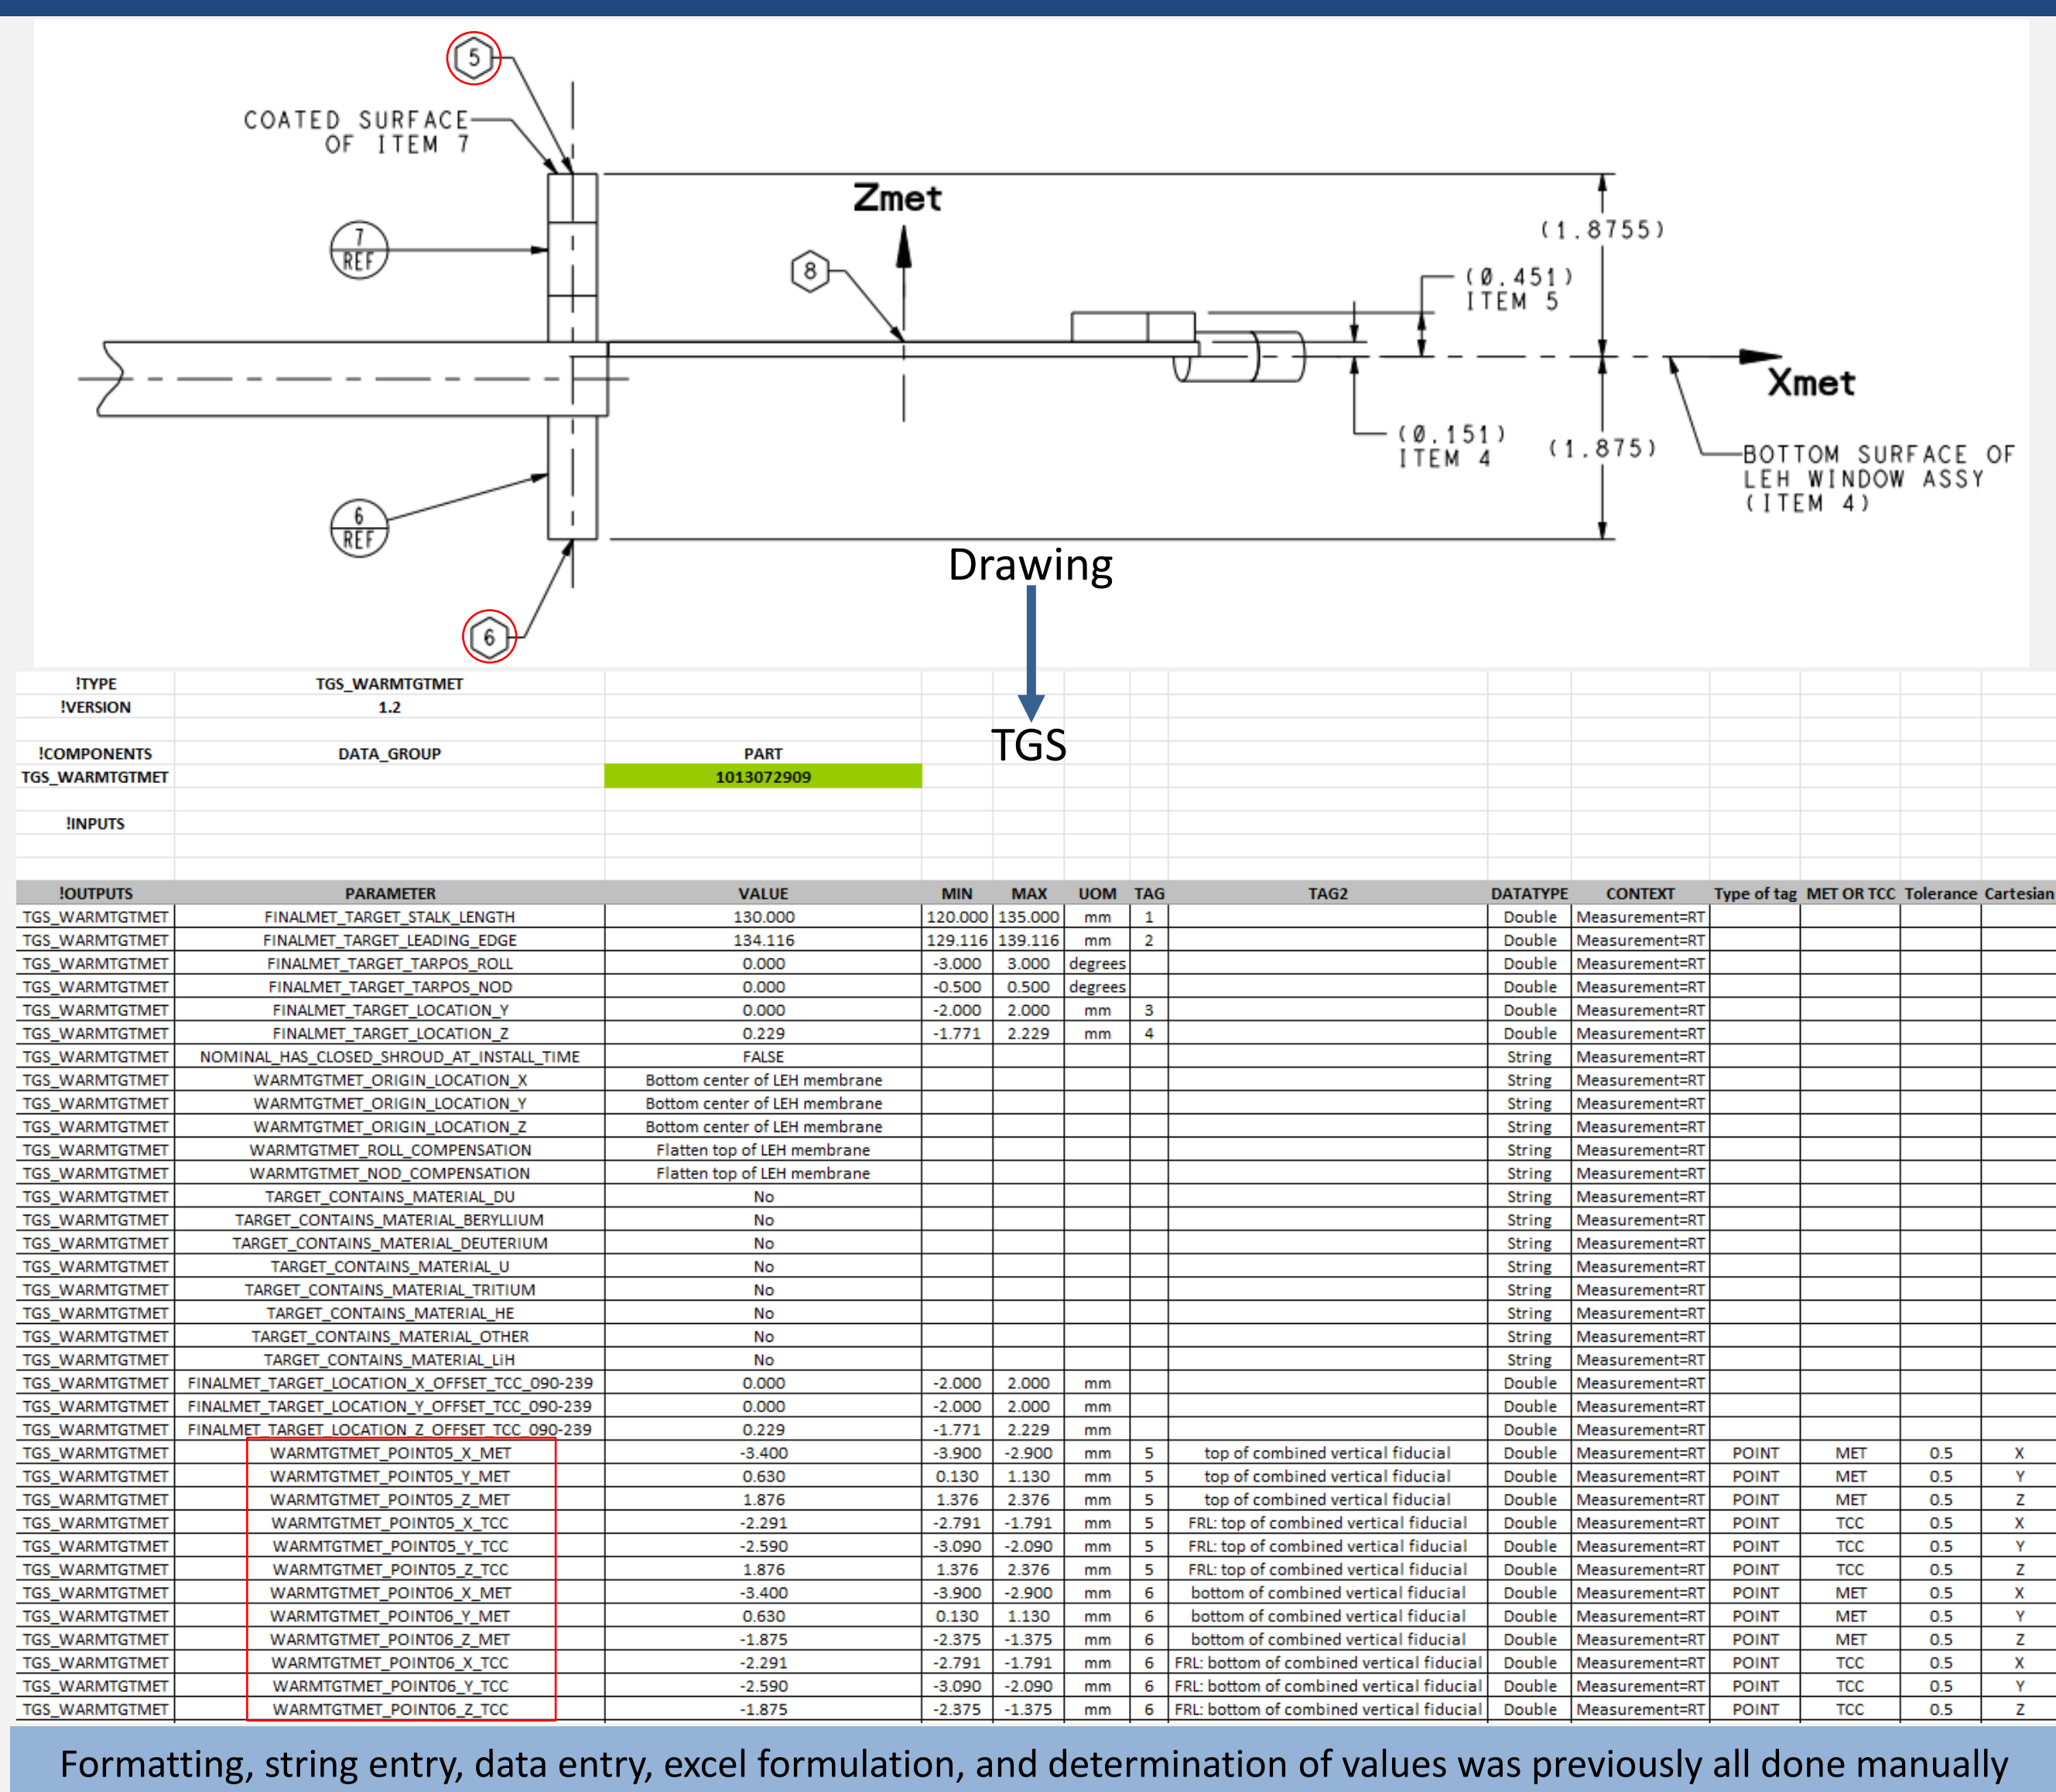 5
COATED SURFACE
OF ITEM 7
Zmet
(1.8755)
7
REF
8
(0.451)
ITEM 5
Xmet
(0.151)
ITEM 4
(1.875)
BOTTOM SURFACE OF
LEH WINDOW ASSY
(ITEM 4)
6
REF
Drawing
6
!TYPE TGS_WARMTGTMET
!VERSION 1.2
TGS
!COMPONENTS DATA_GROUP PART
TGS_WARMTGTMET 1013072909
!INPUTS
!OUTPUTS PARAMETER VALUE MIN MAX UOM TAG TAG2 DATATYPE CONTEXT Type of tag MET OR TCC Tolerance Cartesian
TGS_WARMTGTMET FINALMET_TARGET_STALK_LENGTH 130.000 120.000 135.000 mm 1 Double Measurement=RT
TGS_WARMTGTMET FINALMET_TARGET_LEADING_EDGE 134.116 129.116 139.116 mm 2 Double Measurement=RT
TGS_WARMTGTMET FINALMET_TARGET_TARPOS_ROLL 0.000 -3.000 3.000 degrees Double Measurement=RT
TGS_WARMTGTMET FINALMET_TARGET_TARPOS_NOD 0.000 -0.500 0.500 degrees Double Measurement=RT
TGS_WARMTGTMET FINALMET_TARGET_LOCATION_Y 0.000 -2.000 2.000 mm 3 Double Measurement=RT
TGS_WARMTGTMET FINALMET_TARGET_LOCATION_Z 0.229 -1.771 2.229 mm 4 Double Measurement=RT
TGS_WARMTGTMET NOMINAL_HAS_CLOSED_SHROUD_AT_INSTALL_TIME FALSE String Measurement=RT
TGS_WARMTGTMET WARMTGTMET_ORIGIN_LOCATION_X Bottom center of LEH membrane String Measurement=RT
TGS_WARMTGTMET WARMTGTMET_ORIGIN_LOCATION_Y Bottom center of LEH membrane String Measurement=RT
TGS_WARMTGTMET WARMTGTMET_ORIGIN_LOCATION_Z Bottom center of LEH membrane String Measurement=RT
TGS_WARMTGTMET WARMTGTMET_ROLL_COMPENSATION Flatten top of LEH membrane String Measurement=RT
TGS_WARMTGTMET WARMTGTMET_NOD_COMPENSATION Flatten top of LEH membrane String Measurement=RT
TGS_WARMTGTMET TARGET_CONTAINS_MATERIAL_DU No String Measurement=RT
TGS_WARMTGTMET TARGET_CONTAINS_MATERIAL_BERYLLIUM No String Measurement=RT
TGS_WARMTGTMET TARGET_CONTAINS_MATERIAL_DEUTERIUM No String Measurement=RT
TGS_WARMTGTMET TARGET_CONTAINS_MATERIAL_U No String Measurement=RT
TGS_WARMTGTMET TARGET_CONTAINS_MATERIAL_TRITIUM No String Measurement=RT
TGS_WARMTGTMET TARGET_CONTAINS_MATERIAL_HE No String Measurement=RT
TGS_WARMTGTMET TARGET_CONTAINS_MATERIAL_OTHER No String Measurement=RT
TGS_WARMTGTMET TARGET_CONTAINS_MATERIAL_LiH No String Measurement=RT
TGS_WARMTGTMET FINALMET_TARGET_LOCATION_X_OFFSET_TCC_090-239 0.000 -2.000 2.000 mm Double Measurement=RT
TGS_WARMTGTMET FINALMET_TARGET_LOCATION_Y_OFFSET_TCC_090-239 0.000 -2.000 2.000 mm Double Measurement=RT
TGS_WARMTGTMET FINALMET_TARGET_LOCATION_Z_OFFSET_TCC_090-239 0.229 -1.771 2.229 mm Double Measurement=RT
TGS_WARMTGTMET WARMTGTMET_POINT05_X_MET -3.400 -3.900 -2.900 mm 5 top of combined vertical fiducial Double Measurement=RT POINT MET 0.5 X
TGS_WARMTGTMET WARMTGTMET_POINT05_Y_MET 0.630 0.130 1.130 mm 5 top of combined vertical fiducial Double Measurement=RT POINT MET 0.5 Y
TGS_WARMTGTMET WARMTGTMET_POINT05_Z_MET 1.876 1.376 2.376 mm 5 top of combined vertical fiducial Double Measurement=RT POINT MET 0.5 Z
TGS_WARMTGTMET WARMTGTMET_POINT05_X_TCC -2.291 -2.791 -1.791 mm 5 FRL: top of combined vertical fiducial Double Measurement=RT POINT TCC 0.5 X
TGS_WARMTGTMET WARMTGTMET_POINT05_Y_TCC -2.590 -3.090 -2.090 mm 5 FRL: top of combined vertical fiducial Double Measurement=RT POINT TCC 0.5 Y
TGS_WARMTGTMET WARMTGTMET_POINT05_Z_TCC 1.876 1.376 2.376 mm 5 FRL: top of combined vertical fiducial Double Measurement=RT POINT TCC 0.5 Z
TGS_WARMTGTMET WARMTGTMET_POINT06_X_MET -3.400 -3.900 -2.900 mm 6 bottom of combined vertical fiducial Double Measurement=RT POINT MET 0.5 X
TGS_WARMTGTMET WARMTGTMET_POINT06_Y_MET 0.630 0.130 1.130 mm 6 bottom of combined vertical fiducial Double Measurement=RT POINT MET 0.5 Y
TGS_WARMTGTMET WARMTGTMET_POINT06_Z_MET -1.875 -2.375 -1.375 mm 6 bottom of combined vertical fiducial Double Measurement=RT POINT MET 0.5 Z
TGS_WARMTGTMET WARMTGTMET_POINT06_X_TCC -2.291 -2.791 -1.791 mm 6 FRL: bottom of combined vertical fiducial Double Measurement=RT POINT TCC 0.5 X
TGS_WARMTGTMET WARMTGTMET_POINT06_Y_TCC -2.590 -3.090 -2.090 mm 6 FRL: bottom of combined vertical fiducial Double Measurement=RT POINT TCC 0.5 Y
TGS_WARMTGTMET WARMTGTMET_POINT06_Z_TCC -1.875 -2.375 -1.375 mm 6 FRL: bottom of combined vertical fiducial Double Measurement=RT POINT TCC 0.5 Z
Formatting, string entry, data entry, excel formulation, and determination of values was previously all done manually